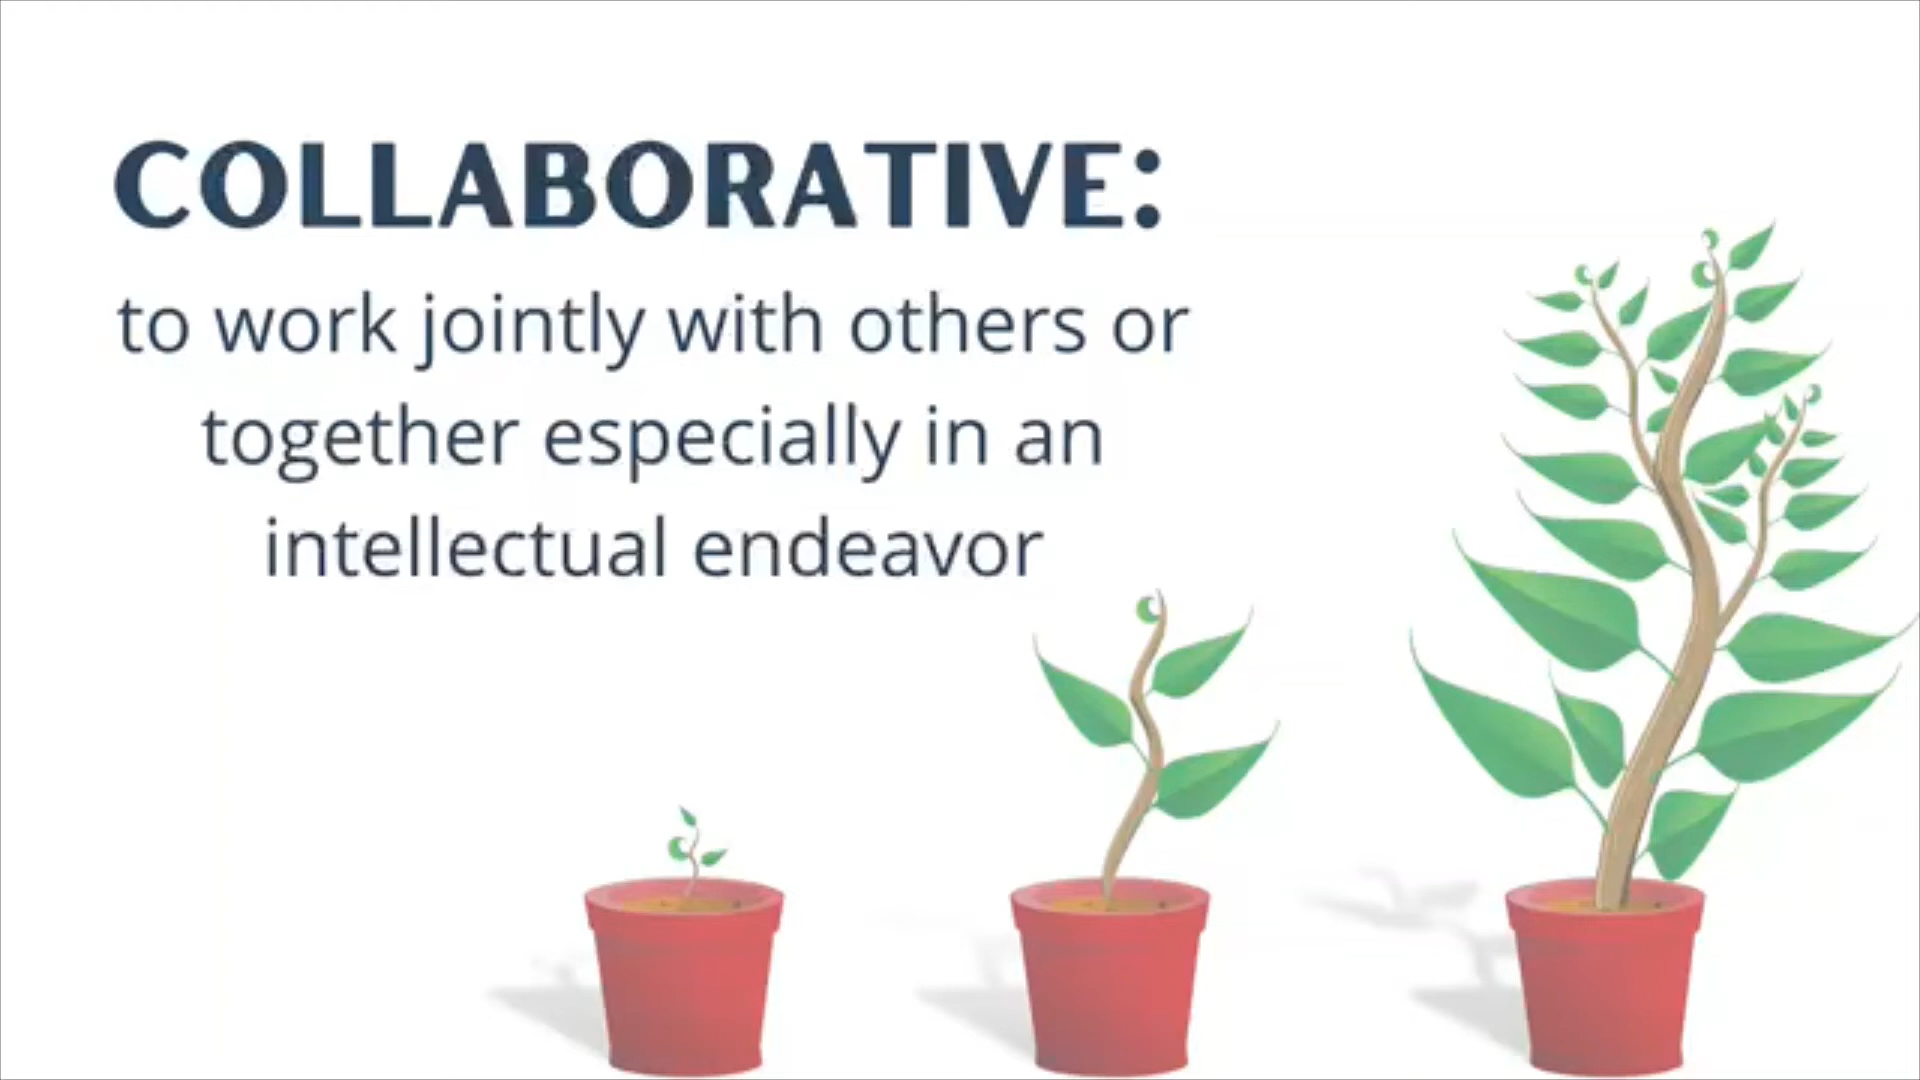 COLLABORATIVE:
to work jointly with others or
together especially in an
intellectual endeavor